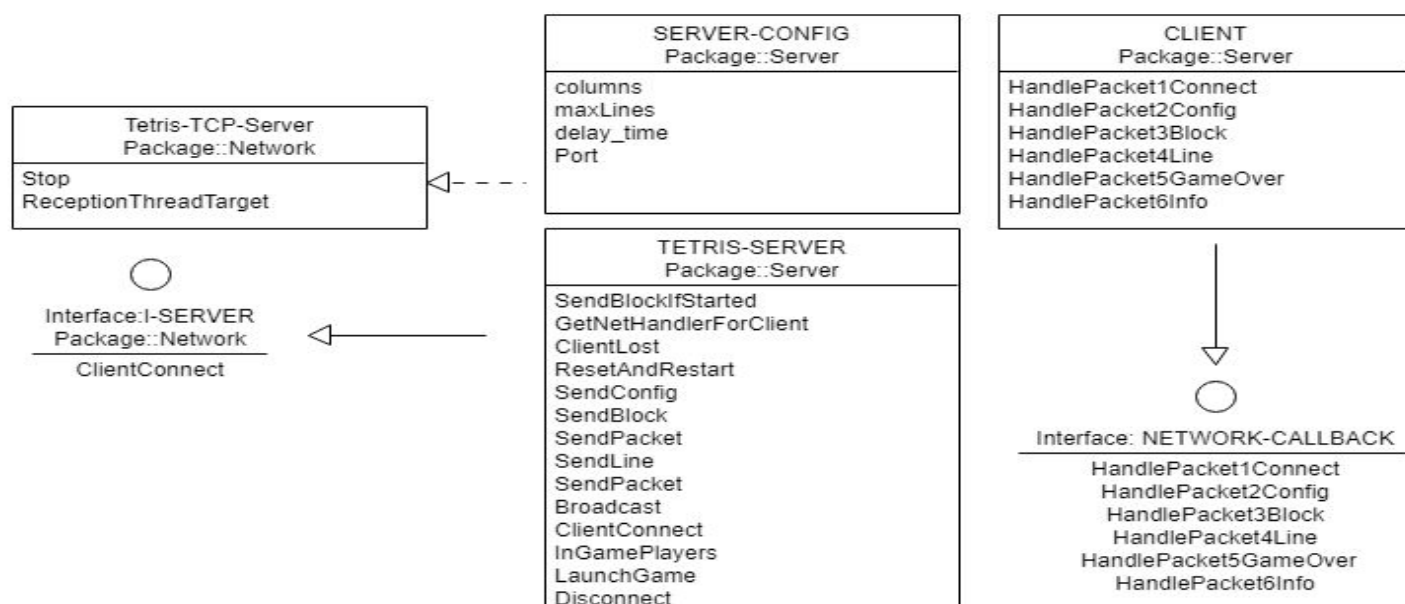 SERVER-CONFIG
Package::Server
columns
maxLines
delay_time
Port
CLIENT
Package::Server
HandlePacket1Connect
HandlePacket2Config
HandlePacket3Block
HandlePacket4Line
HandlePacket5GameOver
HandlePacket6Info
Tetris-TCP-Server
Package::Network
Stop
ReceptionThreadTarget
Interface:I-SERVER
Package::Network
ClientConnect
TETRIS-SERVER
Package::Server
SendBlockIfStarted
GetNetHandlerForClient
ClientLost
ResetAndRestart
SendConfig
SendBlock
SendPacket
SendLine
SendPacket
Broadcast
ClientConnect
InGamePlayers
LaunchGame
Disconnect
Interface: NETWORK-CALLBACK
HandlePacket1Connect
HandlePacket2Config
HandlePacket3Block
HandlePacket4Line
HandlePacket5GameOver
HandlePacket6Info